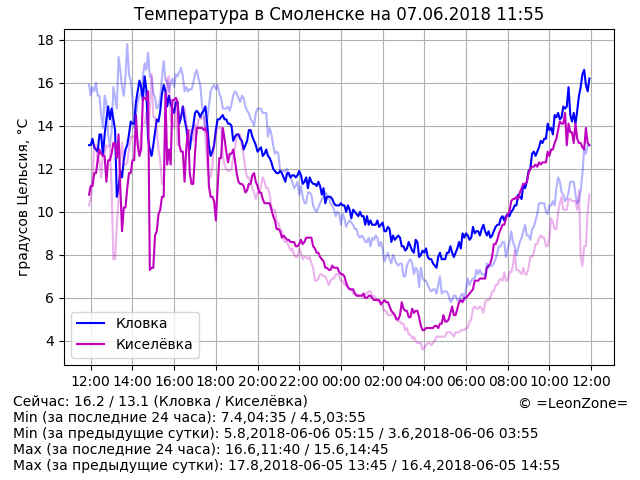 Температура в Смоленске на 07.06.2018 11:55
градусов Цельсия, °C
18
16
14
12
10
8
6
4
Кловка
Киселёвка
12:00 14:00 16:00 18:00 20:00 22:00 00:00 02:00 04:00 06:00 08:00 10:00 12:00
Сейчас: 16.2 / 13.1 (Кловка / Киселёвка)
© =LeonZone=
Min (за последние 24 часа): 7.4,04:35 / 4.5,03:55
Min (за предыдущие сутки): 5.8,2018-06-06 05:15 / 3.6,2018-06-06 03:55
Max (за последние 24 часа): 16.6,11:40 / 15.6,14:45
Max (за предыдущие сутки): 17.8,2018-06-05 13:45 / 16.4,2018-06-05 14:55